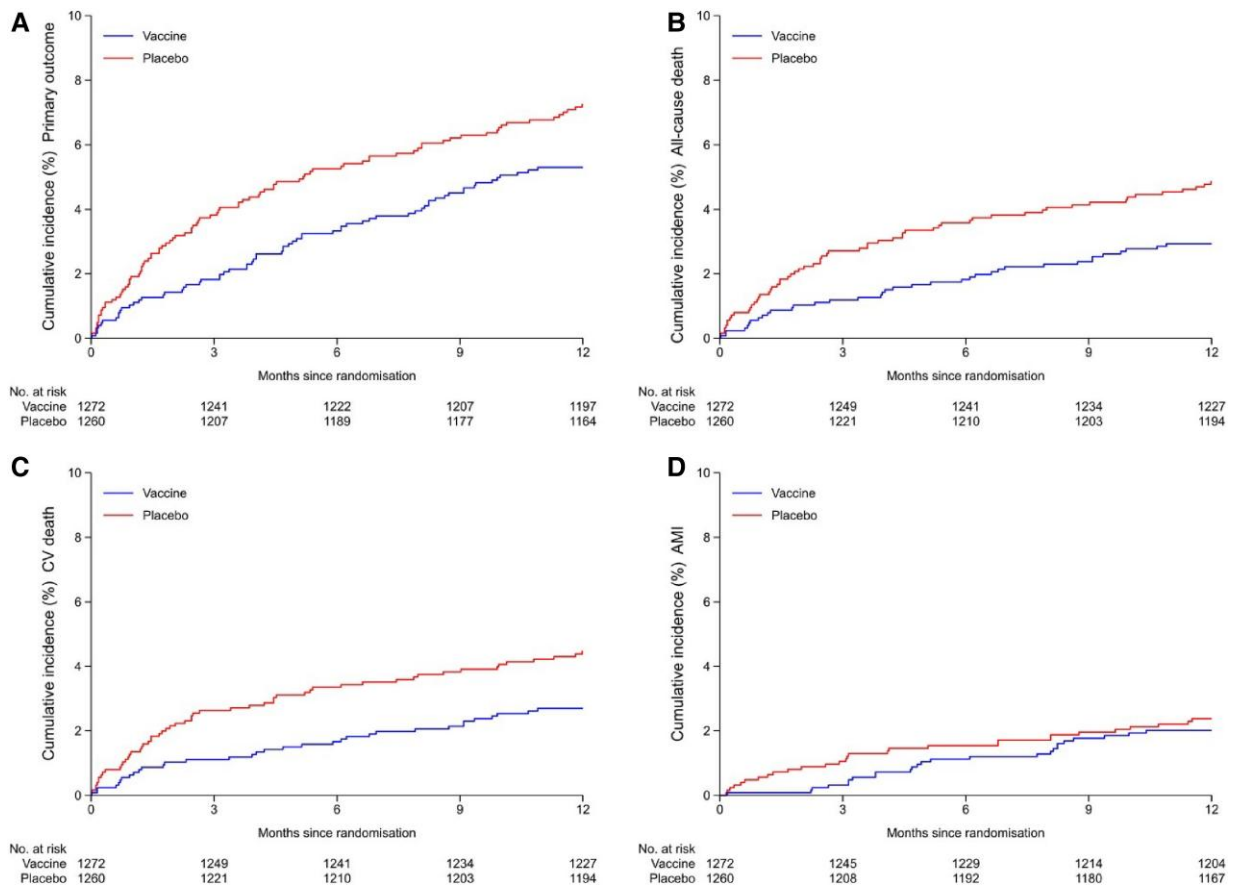 A
Cumulative incidence (%) Primary outcome
10
8
6
4
2
0
Vaccine
Placebo
0 3 6 9 12
Months since randomisation
No. at risk
Vaccine 1272 1241 1222 1207 1197
Placebo 1260 1207 1189 1177 1164
B
Cumulative incidence (%) All-cause death
10
8
6
4
2
0
Vaccine
Placebo
0 3 6 9 12
Months since randomisation
No. at risk
Vaccine 1272 1249 1241 1234 1227
Placebo 1260 1221 1210 1203 1194
C
Cumulative incidence (%) CV death
10
8
6
4
2
0
Vaccine
Placebo
0 3 6 9 12
Months since randomisation
No. at risk
Vaccine 1272 1249 1241 1234 1227
Placebo 1260 1221 1210 1203 1194
D
Cumulative incidence (%) AMI
10
8
6
4
2
0
Vaccine
Placebo
0 3 6 9 12
Months since randomisation
No. at risk
Vaccine 1272 1245 1229 1214 1204
Placebo 1260 1208 1192 1180 1167